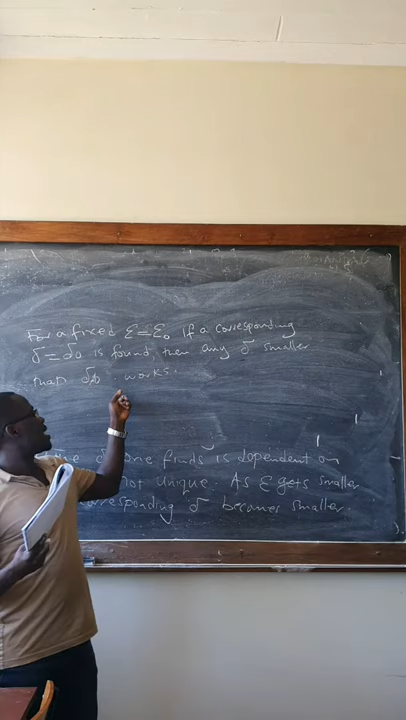 For a fixed ε=ε₀ if a corresponding
δ=δ₀ is found, then any δ smaller
than δ₀ works.
The δ one finds is dependent on
not unique. As ε gets smaller
corresponding δ becomes smaller.